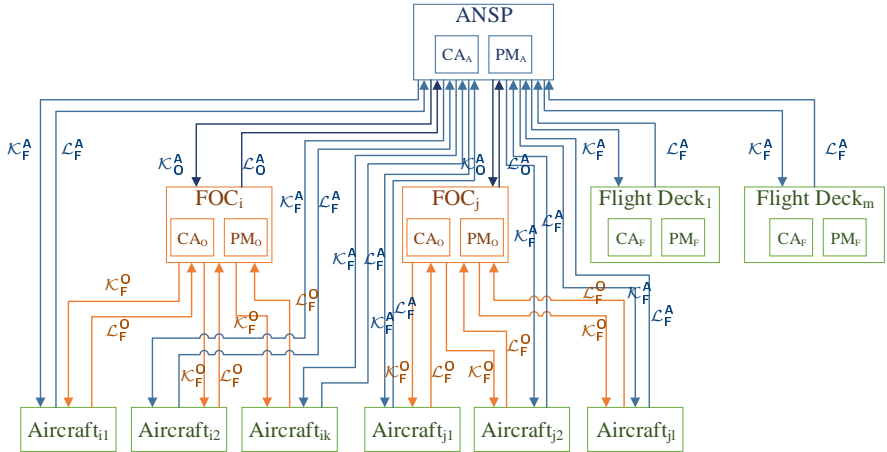 ANSP
CA_A PM_A
𝒦_F^A ℒ_F^A
𝒦_O^A ℒ_O^A
𝒦_O^A ℒ_O^A
𝒦_F^A ℒ_F^A
𝒦_F^A ℒ_F^A
FOC_i
CA_O PM_O
FOC_j
CA_O PM_O
Flight Deck_1
CA_F PM_F
Flight Deck_m
CA_F PM_F
𝒦_F^A ℒ_F^A
𝒦_F^A ℒ_F^A
𝒦_F^A ℒ_F^A
𝒦_F^O ℒ_F^O
𝒦_F^O ℒ_F^O
𝒦_F^A ℒ_F^A
ℒ_F^O 𝒦_F^A
𝒦_F^O ℒ_F^A
𝒦_F^O ℒ_F^O
𝒦_F^O ℒ_F^O
𝒦_F^O ℒ_F^O
Aircraft_i1
Aircraft_i2
Aircraft_ik
Aircraft_j1
Aircraft_j2
Aircraft_jl